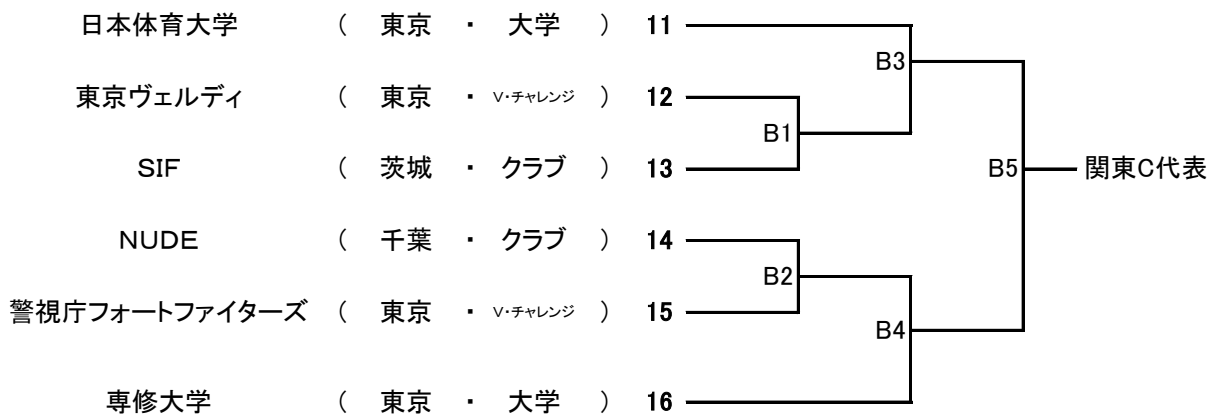 日本体育大学 ( 東京 ・ 大学 ) 11
B3
東京ヴェルディ ( 東京 ・ V・チャレンジ ) 12
B1
SIF ( 茨城 ・ クラブ ) 13
B5 関東C代表
NUDE ( 千葉 ・ クラブ ) 14
B2
警視庁フォートファイターズ ( 東京 ・ V・チャレンジ ) 15
B4
専修大学 ( 東京 ・ 大学 ) 16